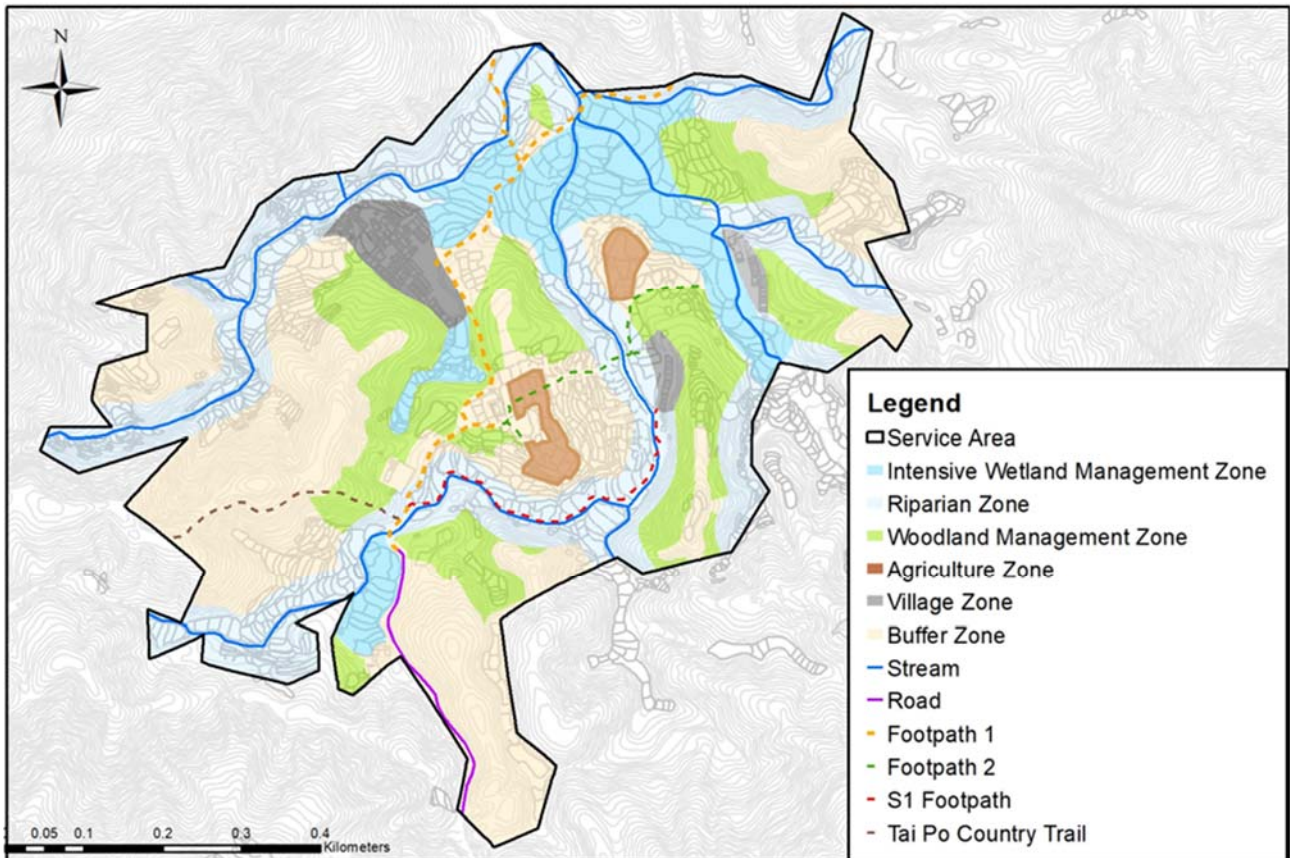 N
Legend
Service Area
Intensive Wetland Management Zone
Riparian Zone
Woodland Management Zone
Agriculture Zone
Village Zone
Buffer Zone
Stream
Road
Footpath 1
Footpath 2
S1 Footpath
Tai Po Country Trail
0.05 0.1 0.2 0.3 0.4
Kilometers